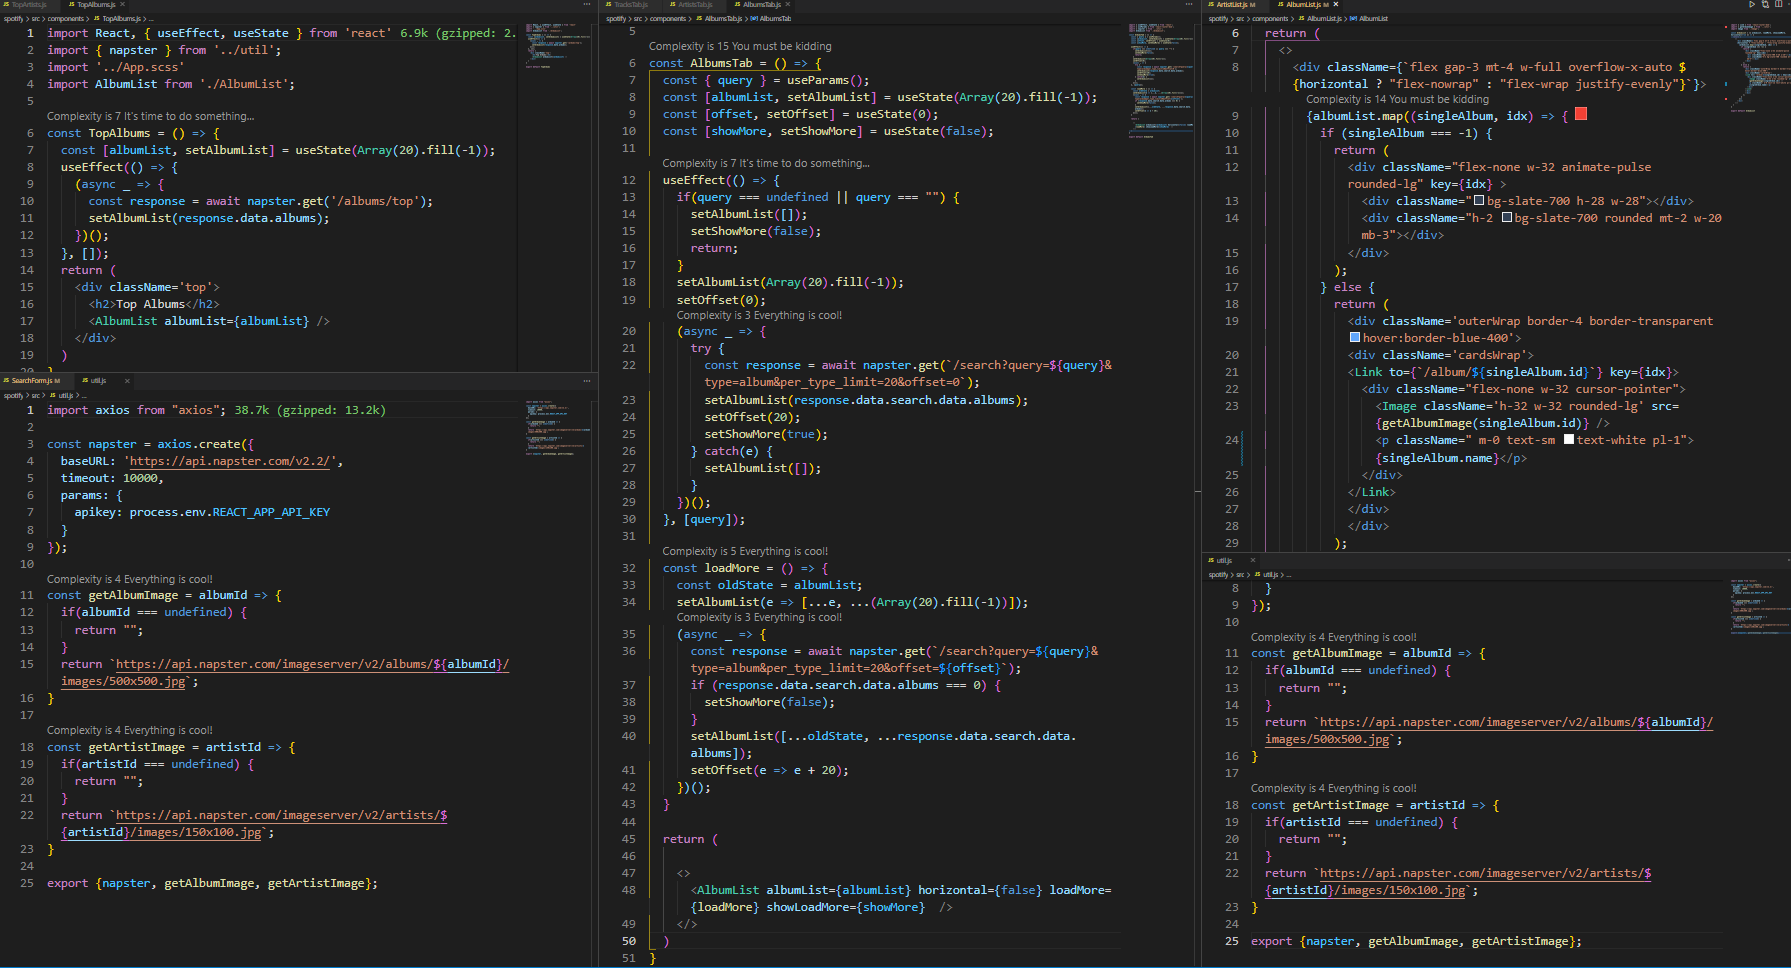 TopArtists.js
TopAlbums.js ×
spotify > src > components > TopAlbums.js > ...
1 import React, { useEffect, useState } from 'react' 6.9k (gzipped: 2.
2 import { napster } from '../util';
3 import '../App.scss'
4 import AlbumList from './AlbumList';
5
Complexity is 7 It's time to do something...
6 const TopAlbums = () => {
7 const [albumList, setAlbumList] = useState(Array(20).fill(-1));
8 useEffect(() => {
9 (async _ => {
10 const response = await napster.get('/albums/top');
11 setAlbumList(response.data.albums);
12 })();
13 }, []);
14 return (
15 <div className='top'>
16 <h2>Top Albums</h2>
17 <AlbumList albumList={albumList} />
18 </div>
19 )
20 }
SearchForm.js M
util.js ×
spotify > src > util.js > ...
1 import axios from "axios"; 38.7k (gzipped: 13.2k)
2
3 const napster = axios.create({
4 baseURL: 'https://api.napster.com/v2.2/',
5 timeout: 10000,
6 params: {
7 apikey: process.env.REACT_APP_API_KEY
8 }
9 });
10
Complexity is 4 Everything is cool!
11 const getAlbumImage = albumId => {
12 if(albumId === undefined) {
13 return "";
14 }
15 return `https://api.napster.com/imageserver/v2/albums/${albumId}/
images/500x500.jpg`;
16 }
17
Complexity is 4 Everything is cool!
18 const getArtistImage = artistId => {
19 if(artistId === undefined) {
20 return "";
21 }
22 return `https://api.napster.com/imageserver/v2/artists/$
{artistId}/images/150x100.jpg`;
23 }
24
25 export {napster, getAlbumImage, getArtistImage};
TracksTab.js
ArtistsTab.js
AlbumsTab.js ×
spotify > src > components > AlbumsTab.js > AlbumsTab
5
Complexity is 15 You must be kidding
6 const AlbumsTab = () => {
7 const { query } = useParams();
8 const [albumList, setAlbumList] = useState(Array(20).fill(-1));
9 const [offset, setOffset] = useState(0);
10 const [showMore, setShowMore] = useState(false);
11
Complexity is 7 It's time to do something...
12 useEffect(() => {
13 if(query === undefined || query === "") {
14 setAlbumList([]);
15 setShowMore(false);
16 return;
17 }
18 setAlbumList(Array(20).fill(-1));
19 setOffset(0);
Complexity is 3 Everything is cool!
20 (async _ => {
21 try {
22 const response = await napster.get(`/search?query=${query}&
type=album&per_type_limit=20&offset=0`);
23 setAlbumList(response.data.search.data.albums);
24 setOffset(20);
25 setShowMore(true);
26 } catch(e) {
27 setAlbumList([]);
28 }
29 })();
30 }, [query]);
31
Complexity is 5 Everything is cool!
32 const loadMore = () => {
33 const oldState = albumList;
34 setAlbumList(e => [...e, ...(Array(20).fill(-1))]);
Complexity is 3 Everything is cool!
35 (async _ => {
36 const response = await napster.get(`/search?query=${query}&
type=album&per_type_limit=20&offset=${offset}`);
37 if (response.data.search.data.albums === 0) {
38 setShowMore(false);
39 }
40 setAlbumList([...oldState, ...response.data.search.data.
albums]);
41 setOffset(e => e + 20);
42 })();
43 }
44
45 return (
46
47 <>
48 <AlbumList albumList={albumList} horizontal={false} loadMore=
{loadMore} showLoadMore={showMore} />
49 </>
50 )
51 }
ArtistList.js M
AlbumList.js M ×
spotify > src > components > AlbumList.js > AlbumList
6 return (
7 <>
8 <div className={`flex gap-3 mt-4 w-full overflow-x-auto $
{horizontal ? "flex-nowrap" : "flex-wrap justify-evenly"}`}>
Complexity is 14 You must be kidding
9 {albumList.map((singleAlbum, idx) => {
10 if (singleAlbum === -1) {
11 return (
12 <div className="flex-none w-32 animate-pulse
rounded-lg" key={idx} >
13 <div className="bg-slate-700 h-28 w-28"></div>
14 <div className="h-2 bg-slate-700 rounded mt-2 w-20
mb-3"></div>
15 </div>
16 );
17 } else {
18 return (
19 <div className='outerWrap border-4 border-transparent
hover:border-blue-400'>
20 <div className='cardsWrap'>
21 <Link to={`/album/${singleAlbum.id}`} key={idx}>
22 <div className="flex-none w-32 cursor-pointer">
23 <Image className='h-32 w-32 rounded-lg' src=
{getAlbumImage(singleAlbum.id)} />
24 <p className=" m-0 text-sm text-white pl-1">
{singleAlbum.name}</p>
25 </div>
26 </Link>
27 </div>
28 </div>
29 );
util.js ×
spotify > src > util.js > ...
8 }
9 });
10
Complexity is 4 Everything is cool!
11 const getAlbumImage = albumId => {
12 if(albumId === undefined) {
13 return "";
14 }
15 return `https://api.napster.com/imageserver/v2/albums/${albumId}/
images/500x500.jpg`;
16 }
17
Complexity is 4 Everything is cool!
18 const getArtistImage = artistId => {
19 if(artistId === undefined) {
20 return "";
21 }
22 return `https://api.napster.com/imageserver/v2/artists/$
{artistId}/images/150x100.jpg`;
23 }
24
25 export {napster, getAlbumImage, getArtistImage};